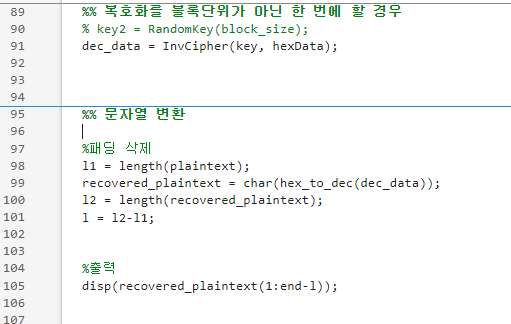 89 %% 복호화를 블록단위가 아닌 한 번에 할 경우
90 % key2 = RandomKey(block_size);
91 dec_data = InvCipher(key, hexData);
92
93
94
95 %% 문자열 변환
96
97 %패딩 삭제
98 l1 = length(plaintext);
99 recovered_plaintext = char(hex_to_dec(dec_data));
100 l2 = length(recovered_plaintext);
101 l = l2-l1;
102
103
104 %출력
105 disp(recovered_plaintext(1:end-l));
106
107